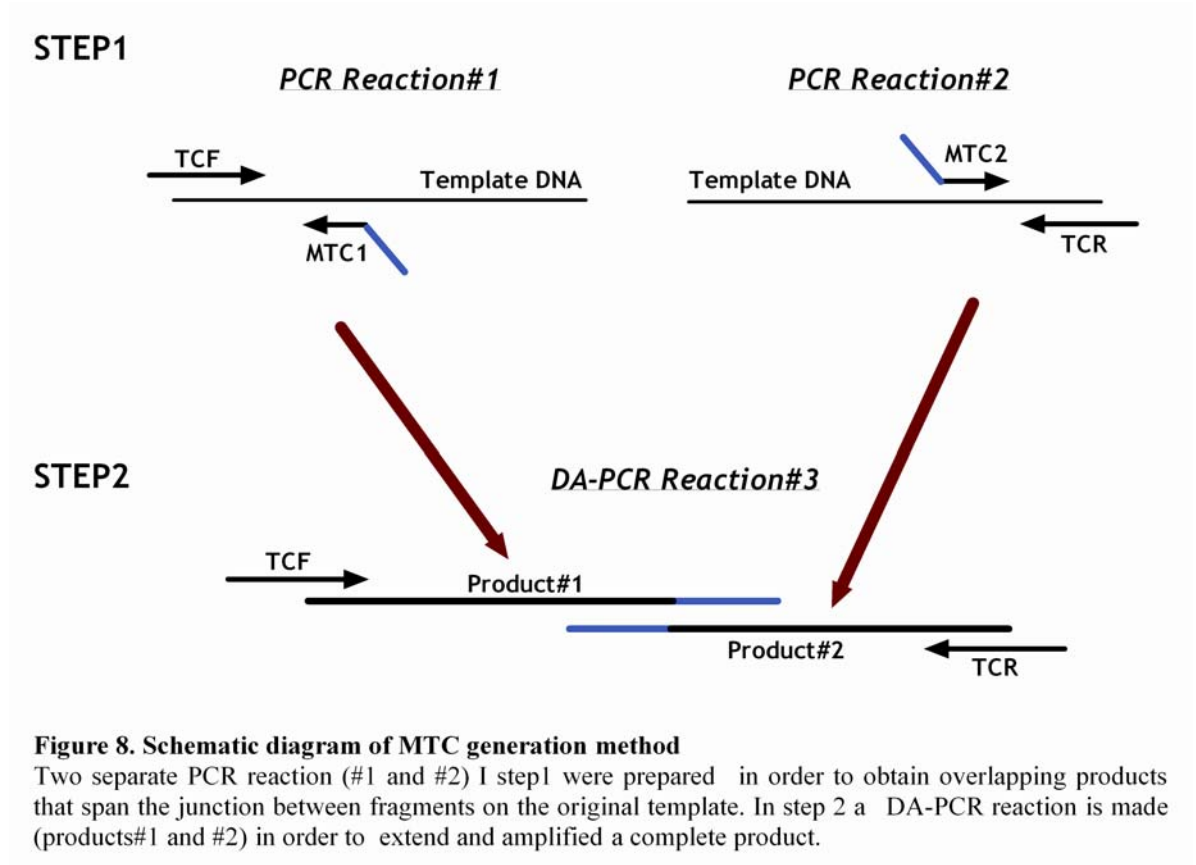 STEP1
PCR Reaction#1
PCR Reaction#2
TCF
Template DNA
MTC1
MTC2
Template DNA
TCR
STEP2
DA-PCR Reaction#3
TCF
Product#1
Product#2
TCR
Figure 8. Schematic diagram of MTC generation method
Two separate PCR reaction (#1 and #2) I step1 were prepared in order to obtain overlapping products
that span the junction between fragments on the original template. In step 2 a DA-PCR reaction is made
(products#1 and #2) in order to extend and amplified a complete product.